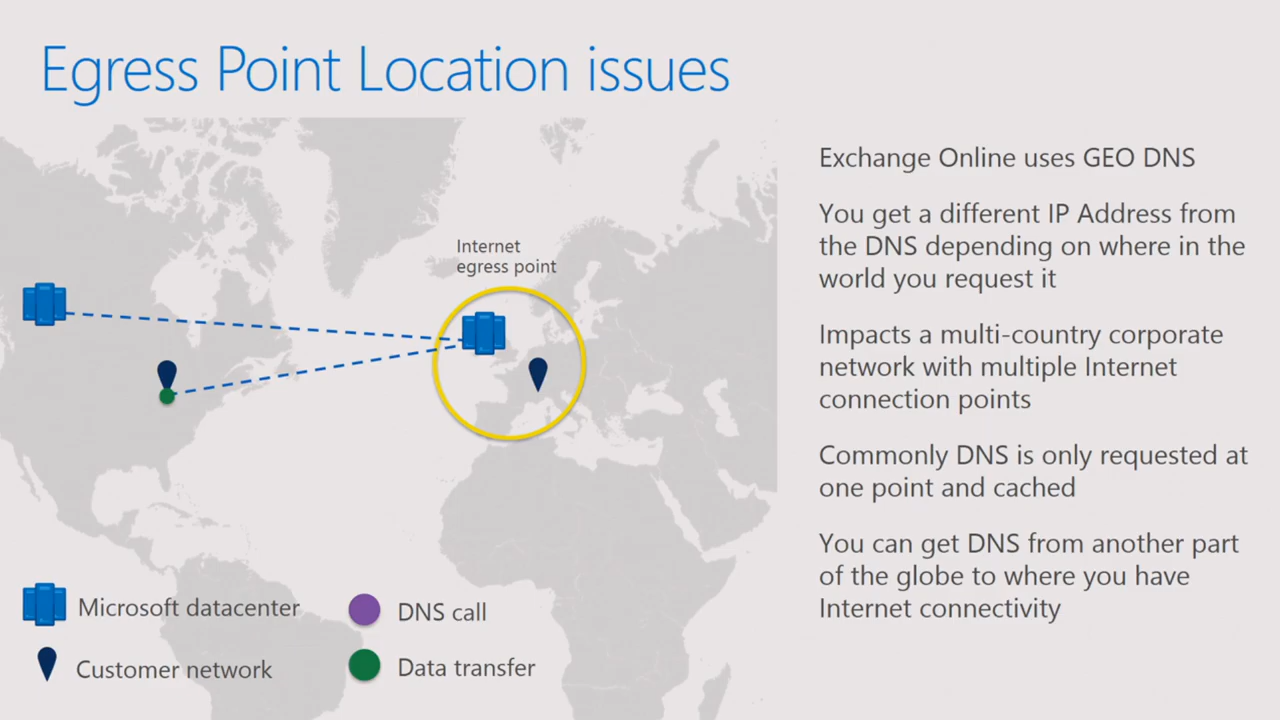 Egress Point Location issues
Internet
egress point
Exchange Online uses GEO DNS
You get a different IP Address from
the DNS depending on where in the
world you request it
Impacts a multi-country corporate
network with multiple Internet
connection points
Commonly DNS is only requested at
one point and cached
You can get DNS from another part
of the globe to where you have
Internet connectivity
Microsoft datacenter
DNS call
Customer network
Data transfer